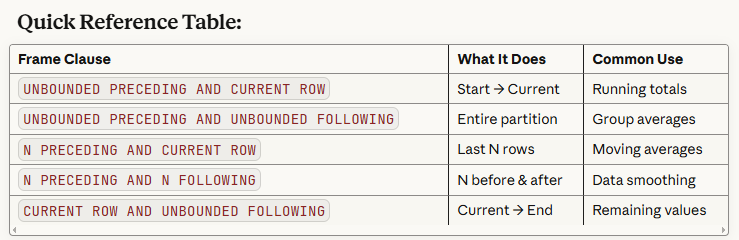 Quick Reference Table:
Frame Clause What It Does Common Use
UNBOUNDED PRECEDING AND CURRENT ROW Start → Current Running totals
UNBOUNDED PRECEDING AND UNBOUNDED FOLLOWING Entire partition Group averages
N PRECEDING AND CURRENT ROW Last N rows Moving averages
N PRECEDING AND N FOLLOWING N before & after Data smoothing
CURRENT ROW AND UNBOUNDED FOLLOWING Current → End Remaining values